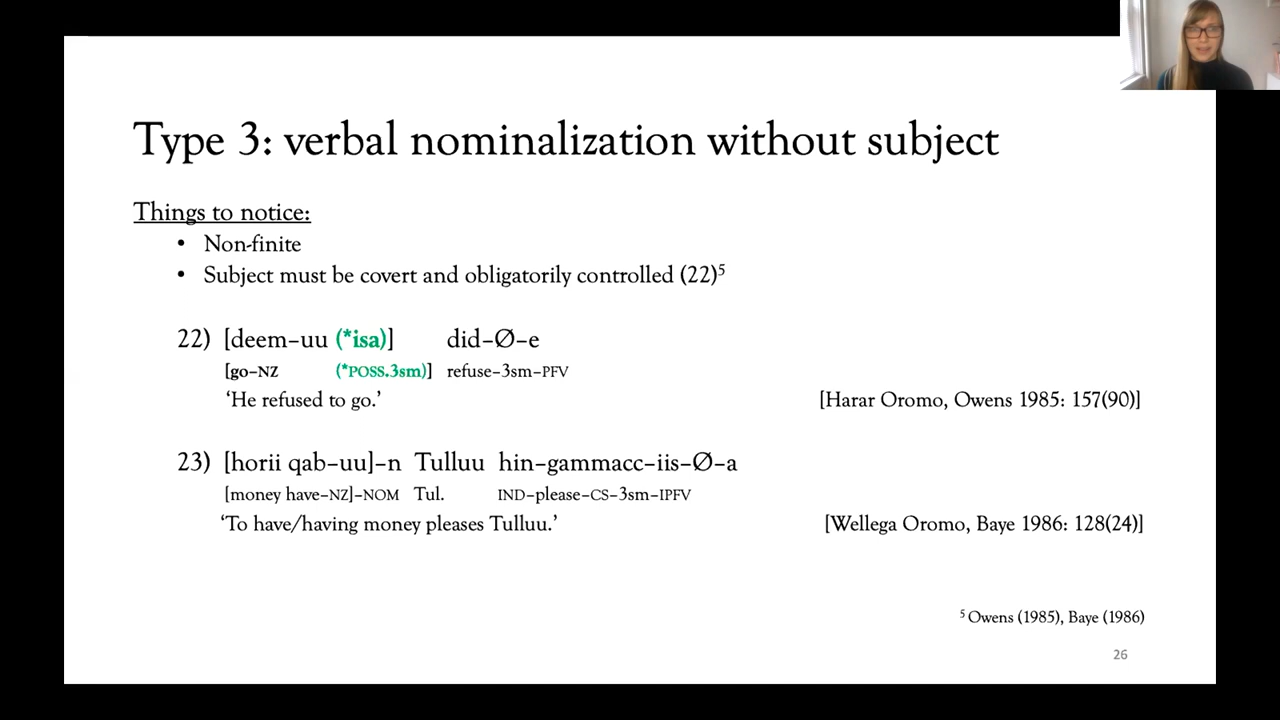 Type 3: verbal nominalization without subject
Things to notice:
• Non-finite
• Subject must be covert and obligatorily controlled (22)⁵
22) [deem–uu (*isa)] did–Ø–e
[go–NZ (*POSS.3sm)] refuse–3sm–PFV
‘He refused to go.’ [Harar Oromo, Owens 1985: 157(90)]
23) [horii qab–uu]–n Tulluu hin–gammacc–iis–Ø–a
[money have–NZ]–NOM Tul. IND–please–CS–3sm–IPFV
‘To have/having money pleases Tulluu.’ [Wellega Oromo, Baye 1986: 128(24)]
⁵ Owens (1985), Baye (1986)
26